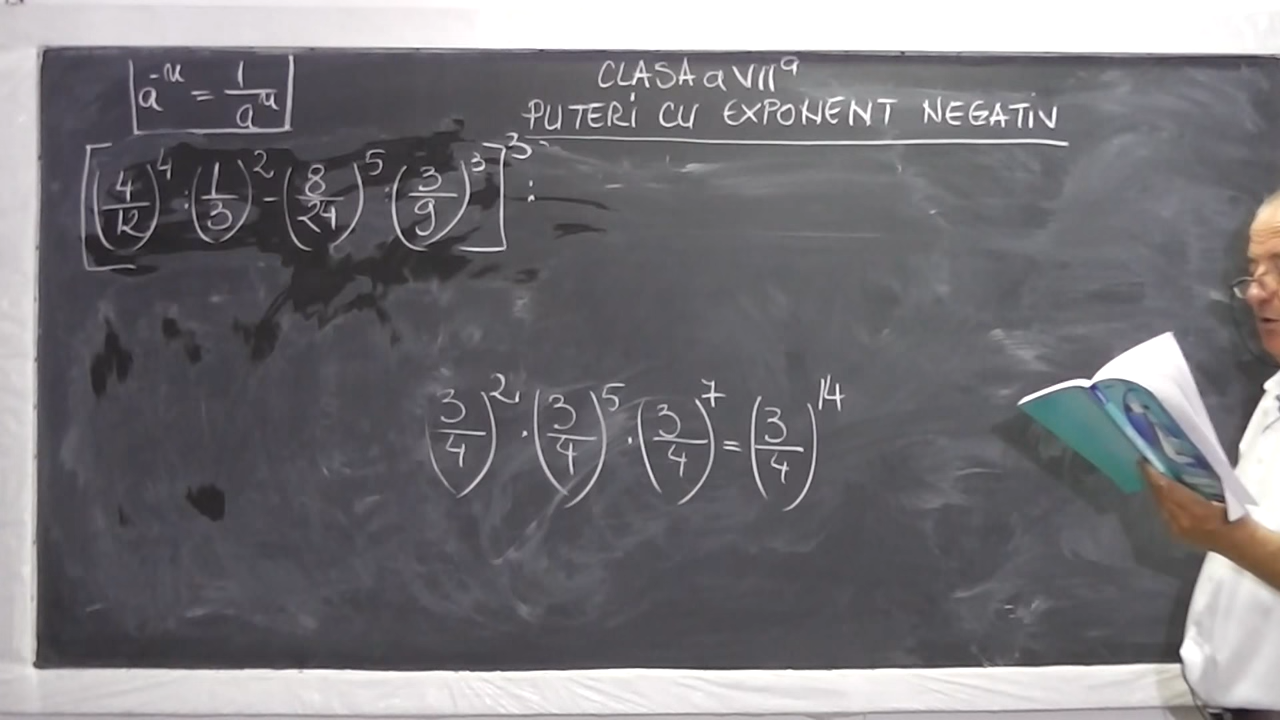 a^-n = 1/a^n
CLASA a VII a
PUTERI CU EXPONENT NEGATIV
[(4/12)^4 : (1/3)^2 - (8/24)^5 : (3/9)^3]^3 :
(3/4)^2 · (3/4)^5 · (3/4)^7 = (3/4)^14